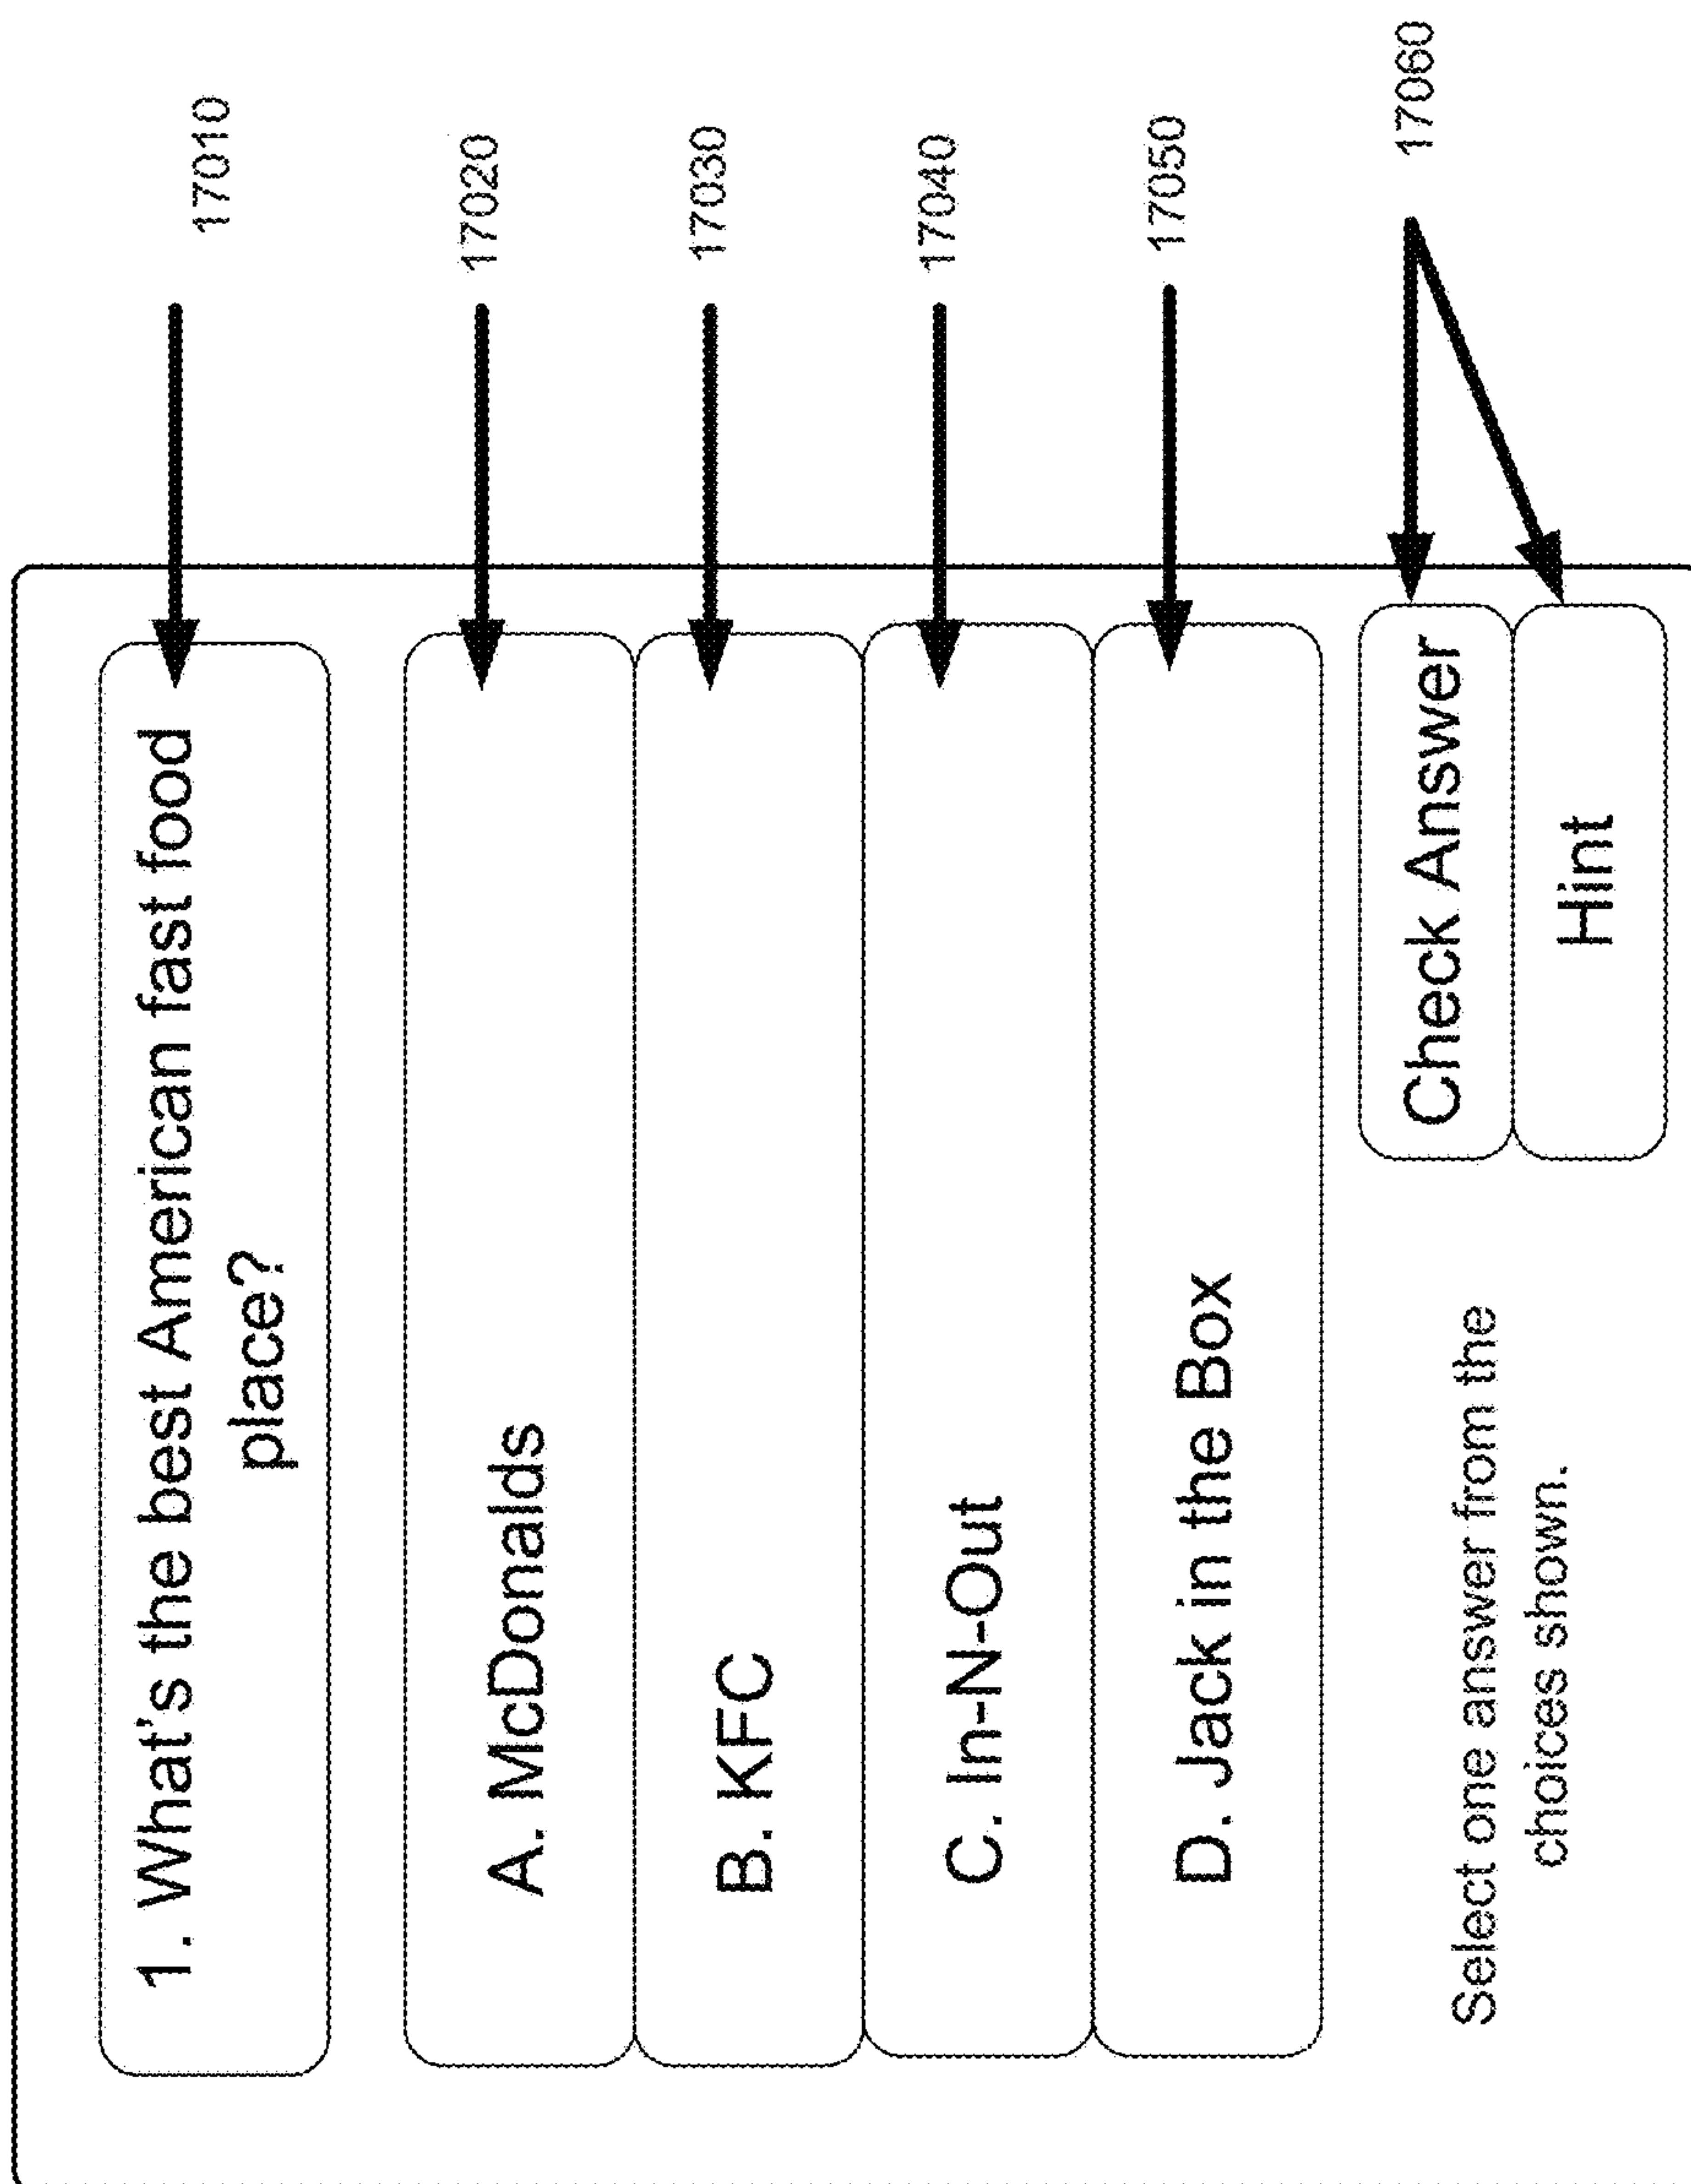 1. What's the best American fast food
place?
17010
A. McDonalds
17020
B. KFC
17030
C. In-N-Out
17040
D. Jack in the Box
17050
Select one answer from the
choices shown.
Check Answer
Hint
17060